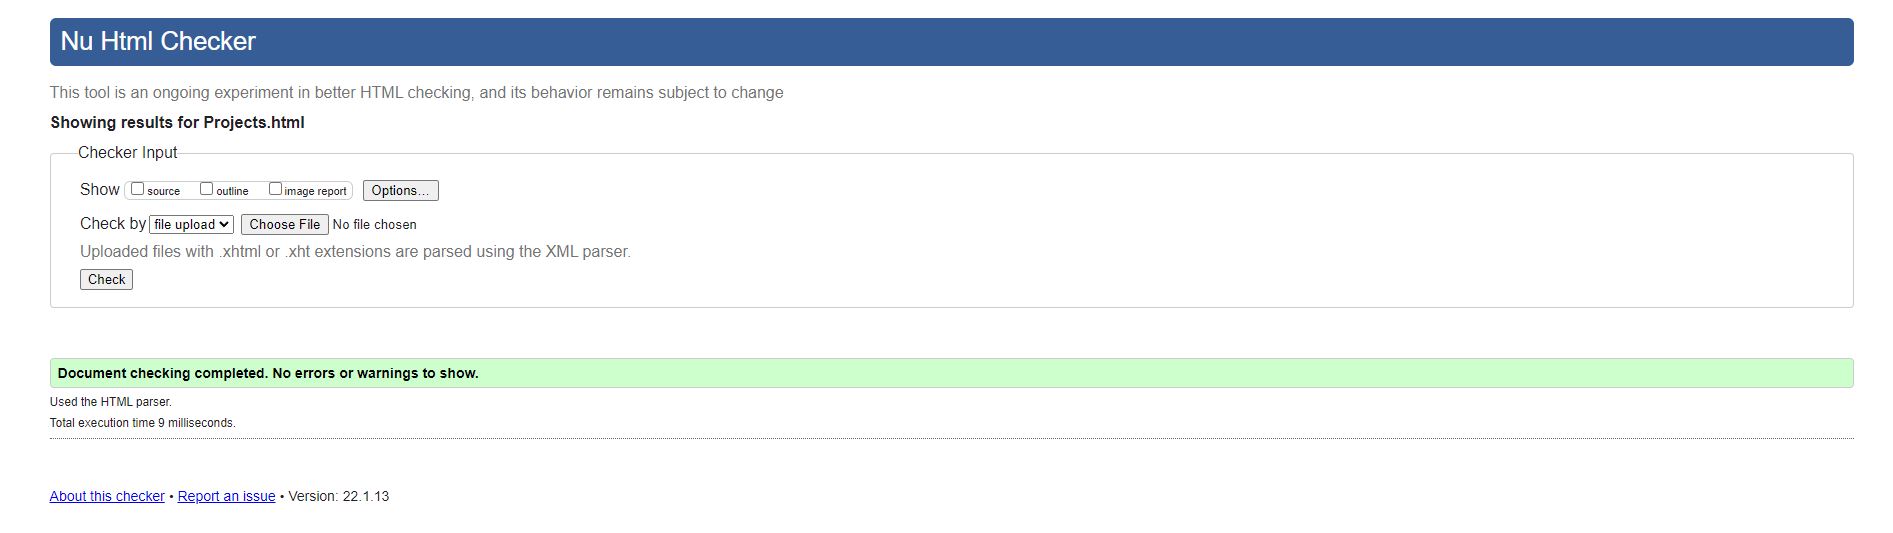 Nu Html Checker
This tool is an ongoing experiment in better HTML checking, and its behavior remains subject to change
Showing results for Projects.html
Checker Input
Show source outline image report Options...
Check by file upload Choose File No file chosen
Uploaded files with .xhtml or .xht extensions are parsed using the XML parser.
Check
Document checking completed. No errors or warnings to show.
Used the HTML parser.
Total execution time 9 milliseconds.
About this checker • Report an issue • Version: 22.1.13